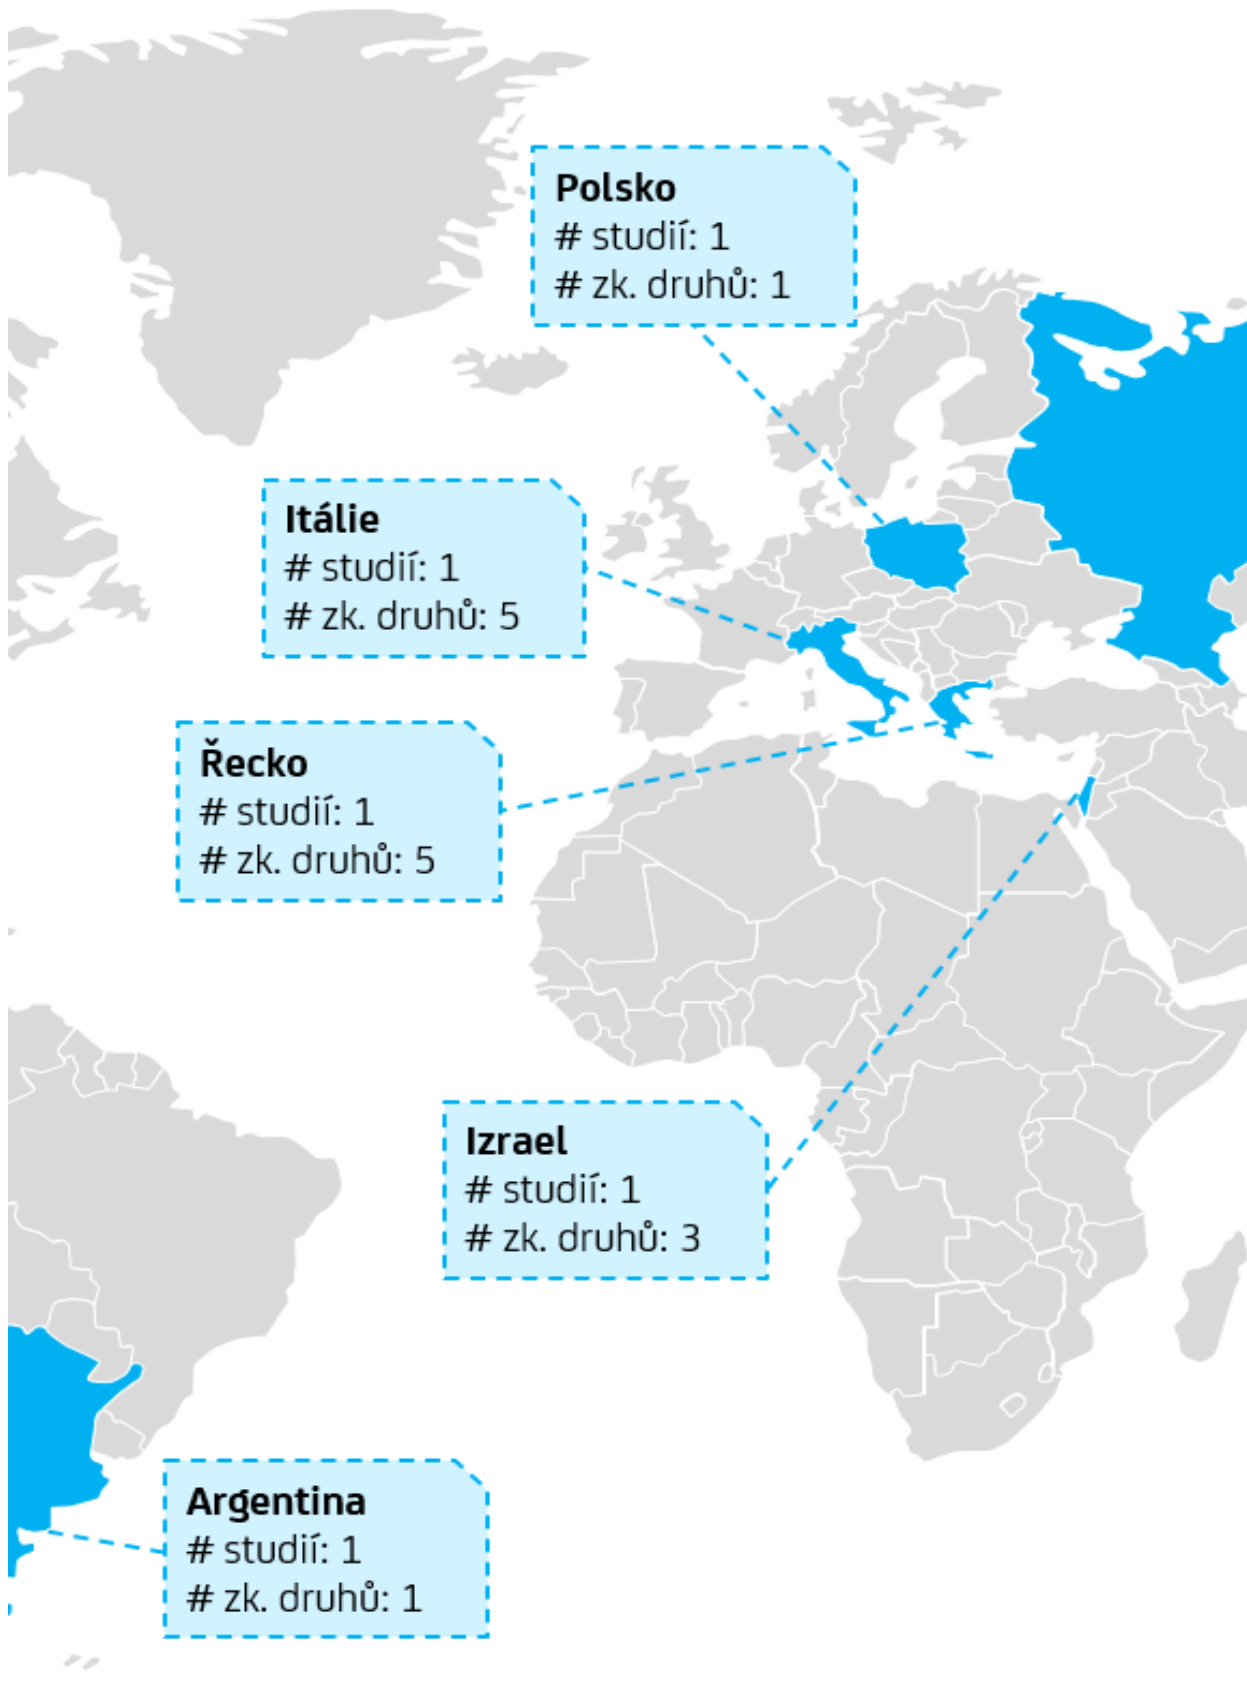 Polsko
# studií: 1
# zk. druhů: 1
Itálie
# studií: 1
# zk. druhů: 5
Řecko
# studií: 1
# zk. druhů: 5
Izrael
# studií: 1
# zk. druhů: 3
Argentina
# studií: 1
# zk. druhů: 1